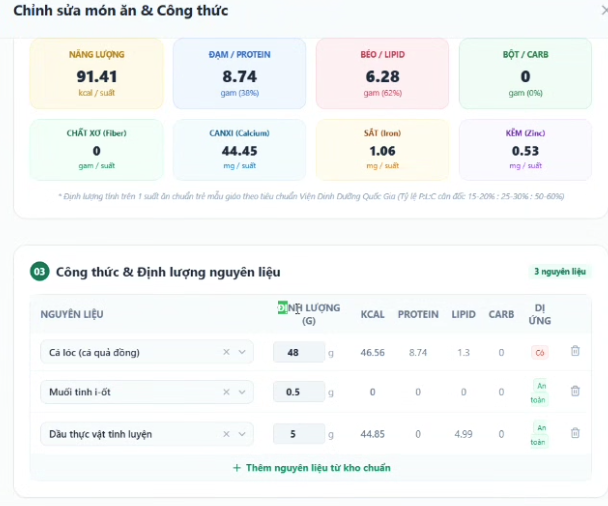 Chỉnh sửa món ăn & Công thức
NĂNG LƯỢNG
91.41
kcal / suất
ĐẠM / PROTEIN
8.74
gam (38%)
BÉO / LIPID
6.28
gam (62%)
BỘT / CARB
0
gam (0%)
CHẤT XƠ (Fiber)
0
gam / suất
CANXI (Calcium)
44.45
mg / suất
SẮT (Iron)
1.06
mg / suất
KẼM (Zinc)
0.53
mg / suất
* Định lượng tính trên 1 suất ăn chuẩn trẻ mẫu giáo theo tiêu chuẩn Viện Dinh Dưỡng Quốc Gia (Tỷ lệ P:L:C cân đối: 15-20% : 25-30% : 50-60%)
03 Công thức & Định lượng nguyên liệu 3 nguyên liệu
NGUYÊN LIỆU ĐỊNH LƯỢNG (G) KCAL PROTEIN LIPID CARB DỊ ỨNG
Cá lóc (cá quả đồng) 48 g 46.56 8.74 1.3 0 Có
Muối tinh i-ốt 0.5 g 0 0 0 0 An toàn
Dầu thực vật tinh luyện 5 g 44.85 0 4.99 0 An toàn
+ Thêm nguyên liệu từ kho chuẩn